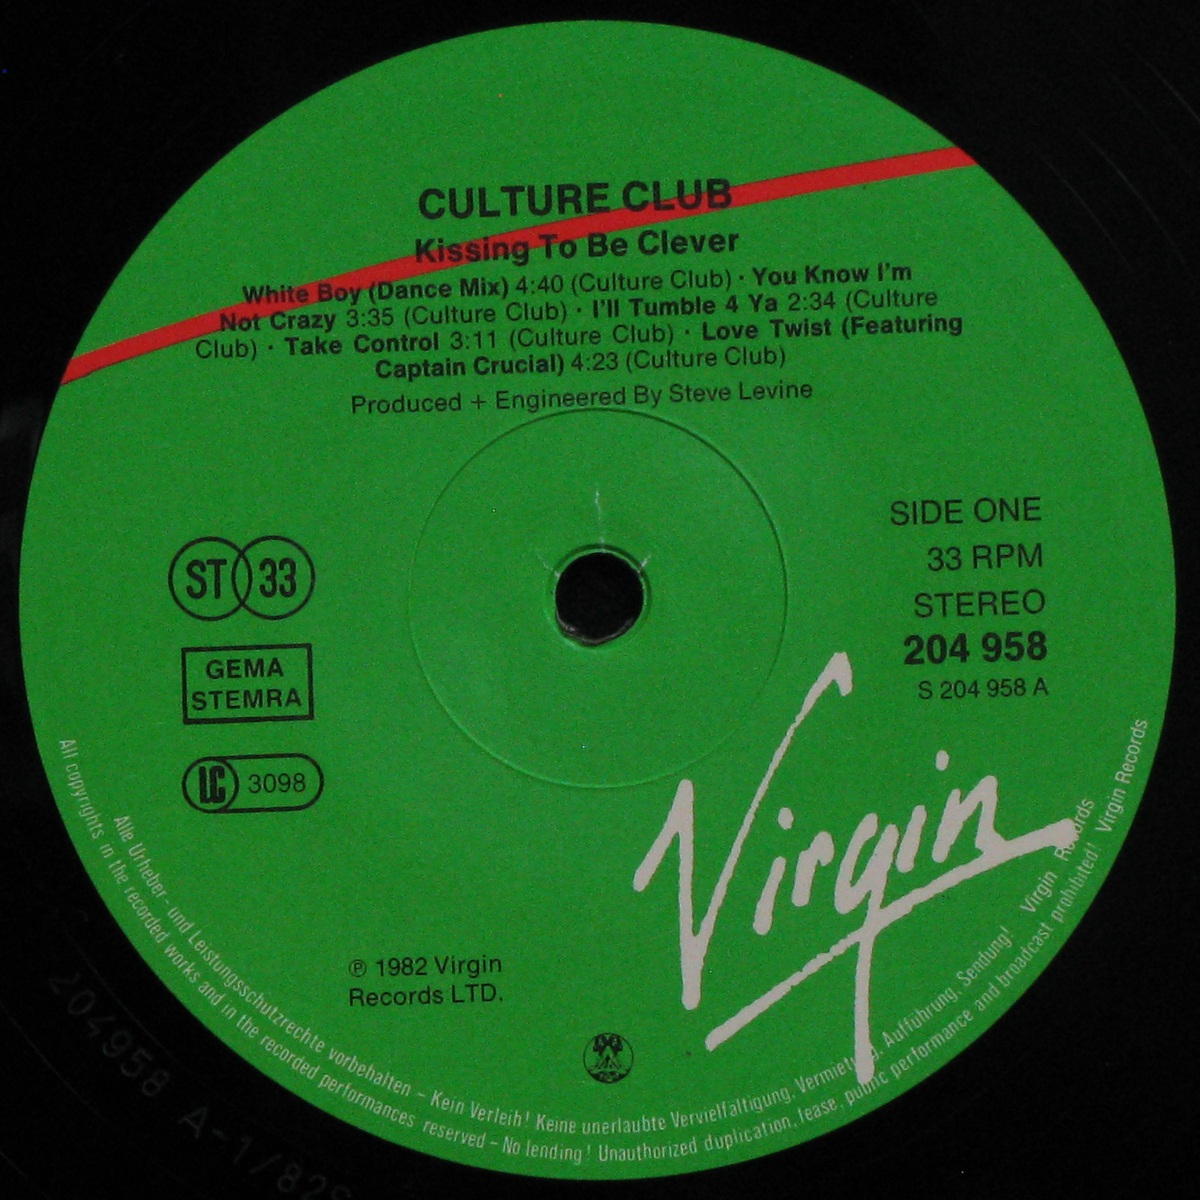 CULTURE CLUB
Kissing To Be Clever
White Boy (Dance Mix) 4:40 (Culture Club) · You Know I'm
Not Crazy 3:35 (Culture Club) · I'll Tumble 4 Ya 2:34 (Culture
Club) · Take Control 3:11 (Culture Club) · Love Twist (Featuring
Captain Crucial) 4:23 (Culture Club)
Produced + Engineered By Steve Levine
SIDE ONE
33 RPM
STEREO
204 958
S 204 958 A
ST 33
GEMA
STEMRA
LC 3098
Virgin
℗ 1982 Virgin
Records LTD.
Alle Urheber- und Leistungsschutzrechte vorbehalten – Kein Verleih! Keine unerlaubte Vervielfältigung, Vermietung, Aufführung, Sendung! Virgin Records
All copyrights in the recorded works and in the recorded performances reserved – No lending! Unauthorized duplication, lease, public performance and broadcast prohibited! Virgin Records
204958 A-1/82